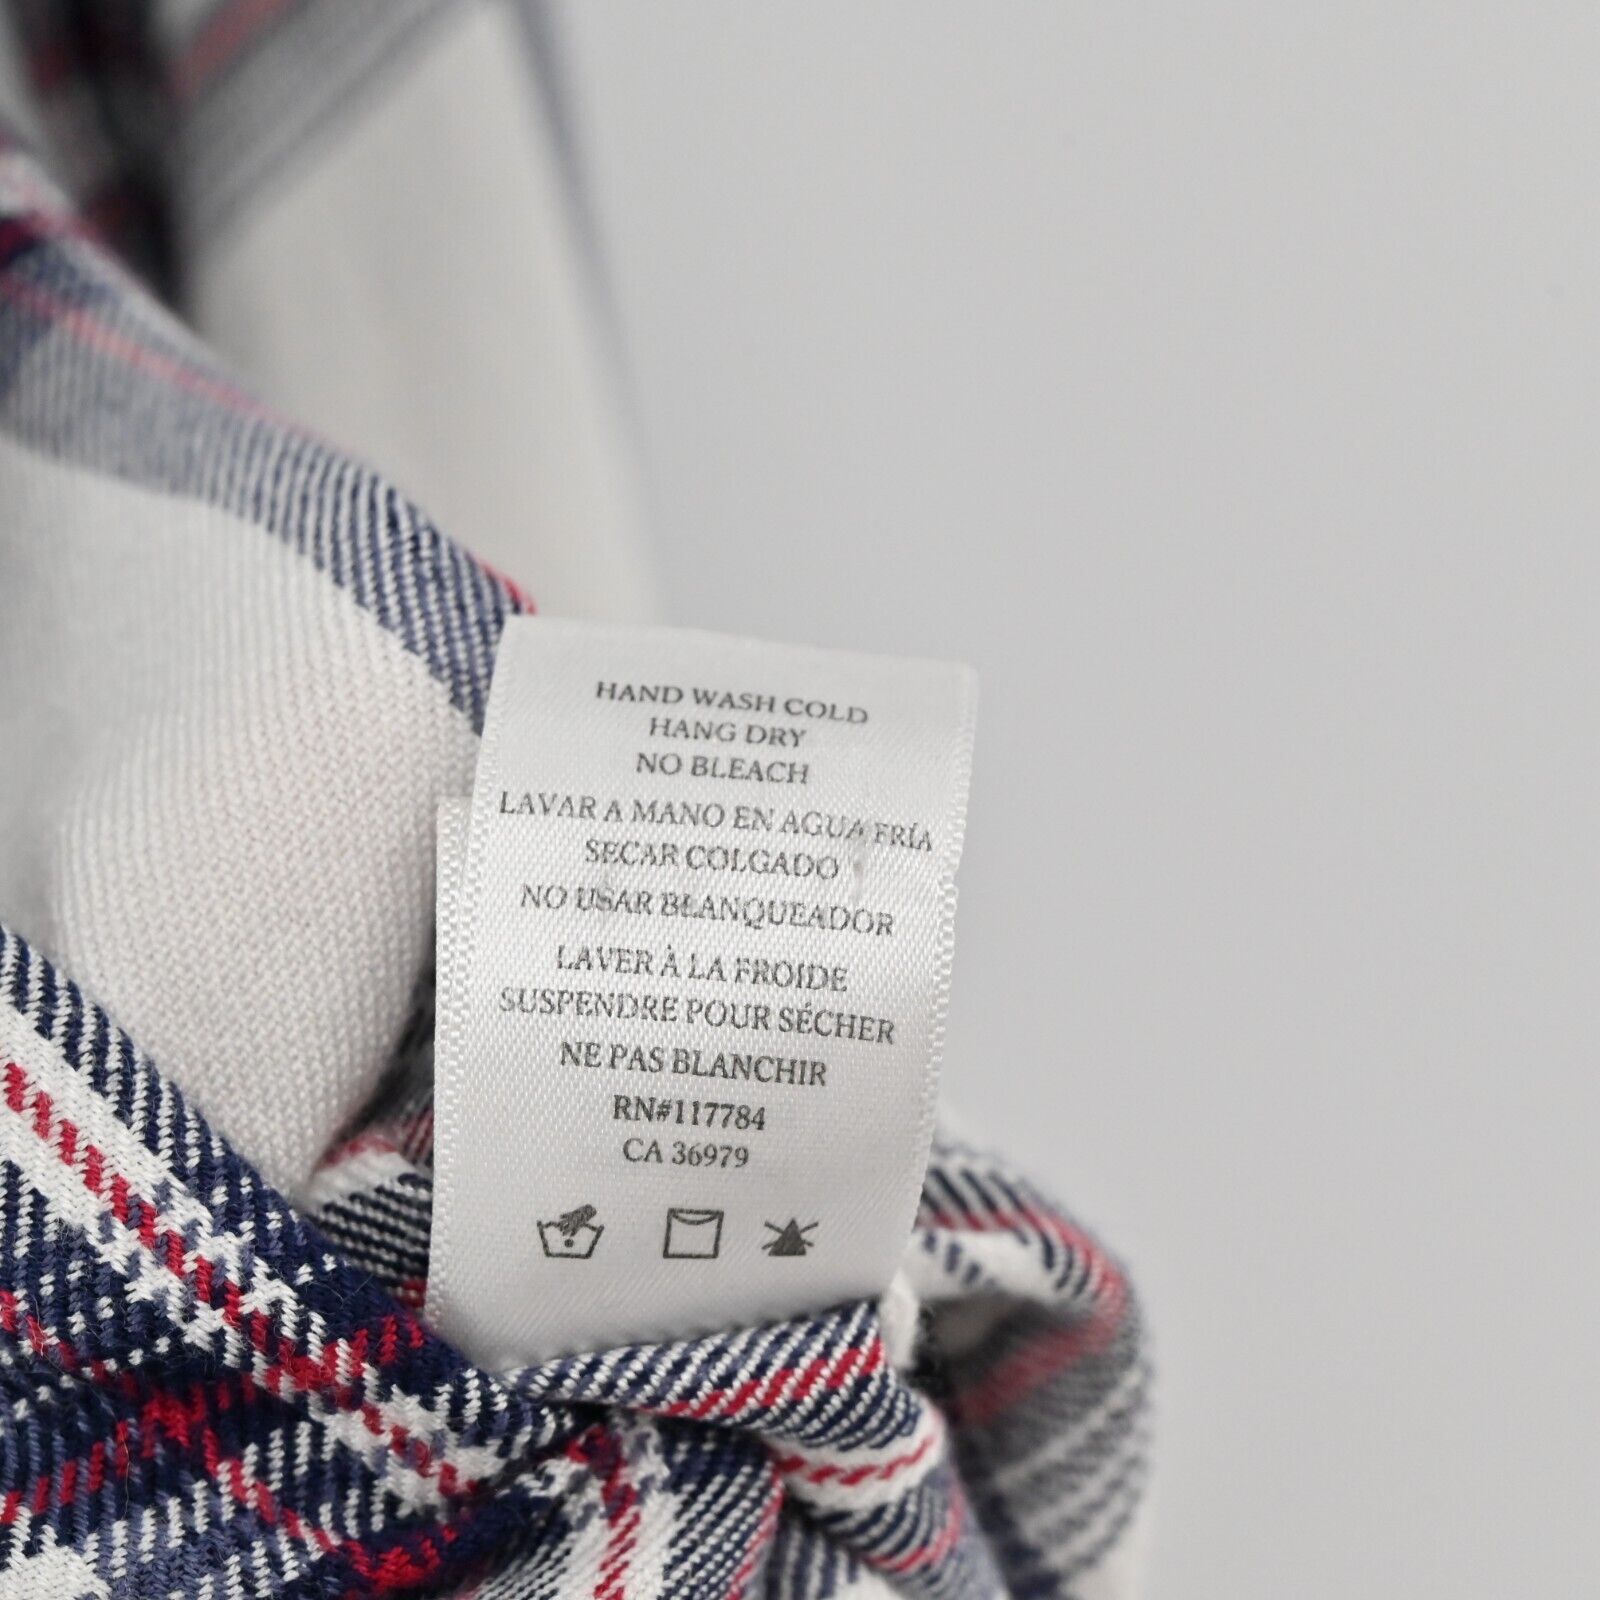 HAND WASH COLD
HANG DRY
NO BLEACH
LAVAR A MANO EN AGUA FRÍA
SECAR COLGADO
NO USAR BLANQUEADOR
LAVER À LA FROIDE
SUSPENDRE POUR SÉCHER
NE PAS BLANCHIR
RN#117784
CA 36979